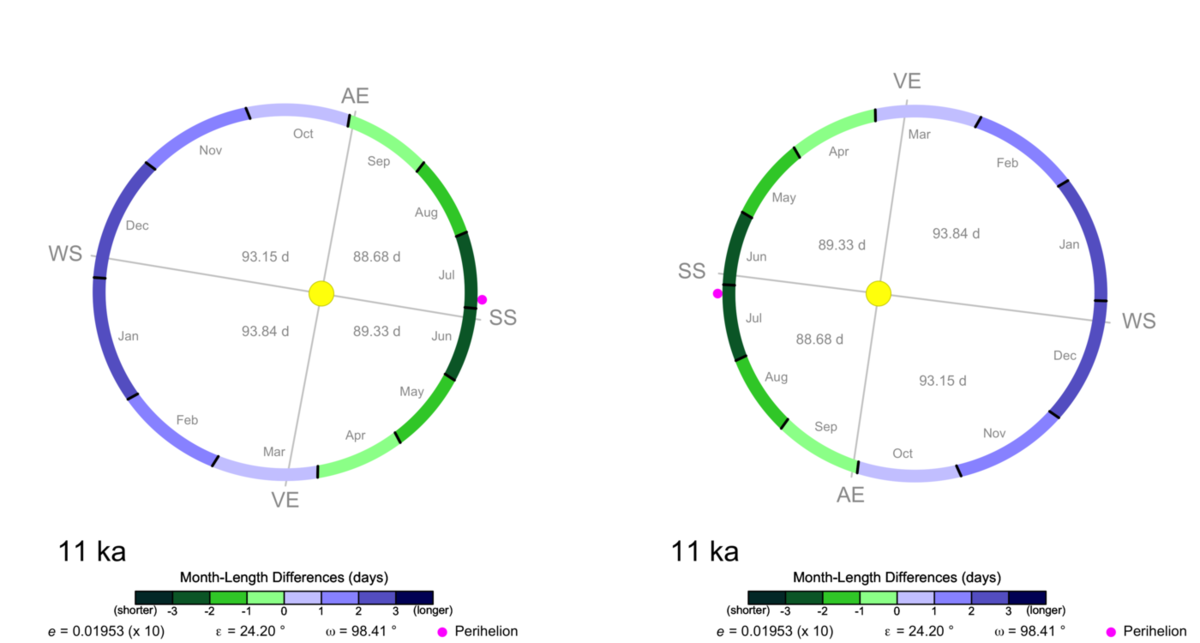 AE
Oct
Nov
Sep
Dec
Aug
WS
93.15 d
88.68 d
Jul
SS
93.84 d
89.33 d
Jan
Jun
Feb
May
Mar
Apr
VE
11 ka
Month-Length Differences (days)
(shorter) -3 -2 -1 0 1 2 3 (longer)
e = 0.01953 (x 10) ε = 24.20 ° ω = 98.41 ° Perihelion
VE
Mar
Apr
Feb
May
93.84 d
89.33 d
Jan
Jun
SS
Jul
WS
88.68 d
Dec
Aug
93.15 d
Sep
Nov
Oct
AE
11 ka
Month-Length Differences (days)
(shorter) -3 -2 -1 0 1 2 3 (longer)
e = 0.01953 (x 10) ε = 24.20 ° ω = 98.41 ° Perihelion